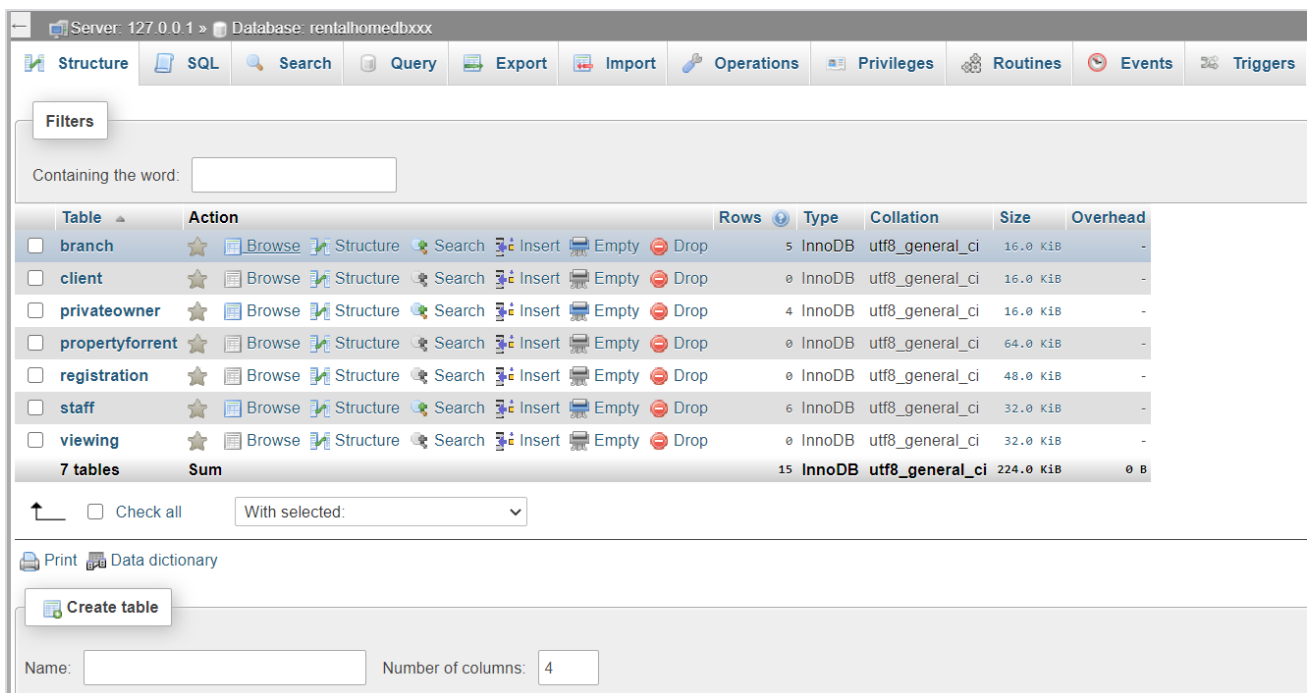 Server: 127.0.0.1 » Database: rentalhomedbxxx
Structure SQL Search Query Export Import Operations Privileges Routines Events Triggers
Filters
Containing the word:
Table Action Rows Type Collation Size Overhead
branch Browse Structure Search Insert Empty Drop 5 InnoDB utf8_general_ci 16.0 KiB -
client Browse Structure Search Insert Empty Drop 0 InnoDB utf8_general_ci 16.0 KiB -
privateowner Browse Structure Search Insert Empty Drop 4 InnoDB utf8_general_ci 16.0 KiB -
propertyforrent Browse Structure Search Insert Empty Drop 0 InnoDB utf8_general_ci 64.0 KiB -
registration Browse Structure Search Insert Empty Drop 0 InnoDB utf8_general_ci 48.0 KiB -
staff Browse Structure Search Insert Empty Drop 6 InnoDB utf8_general_ci 32.0 KiB -
viewing Browse Structure Search Insert Empty Drop 0 InnoDB utf8_general_ci 32.0 KiB -
7 tables Sum 15 InnoDB utf8_general_ci 224.0 KiB 0 B
Check all With selected:
Print Data dictionary
Create table
Name: Number of columns: 4